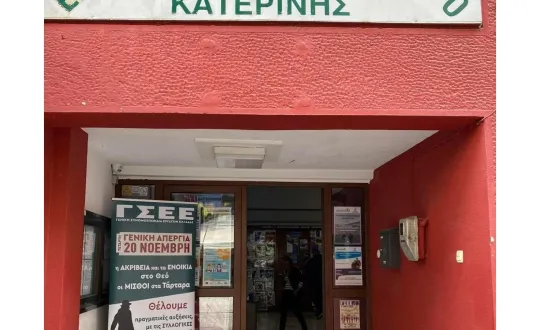 ΚΑΤΕΡΙΝΗΣ
ΓΣΕΕ
ΓΕΝΙΚΗ ΑΠΕΡΓΙΑ
20 ΝΟΕΜΒΡΗ
η ΑΚΡΙΒΕΙΑ και τα ΕΝΟΙΚΙΑ
στο Θεό
οι ΜΙΣΘΟΙ στα Τάρταρα
Θέλουμε
πραγματικές αυξήσεις,
με τις ΣΥΛΛΟΓΙΚΕΣ